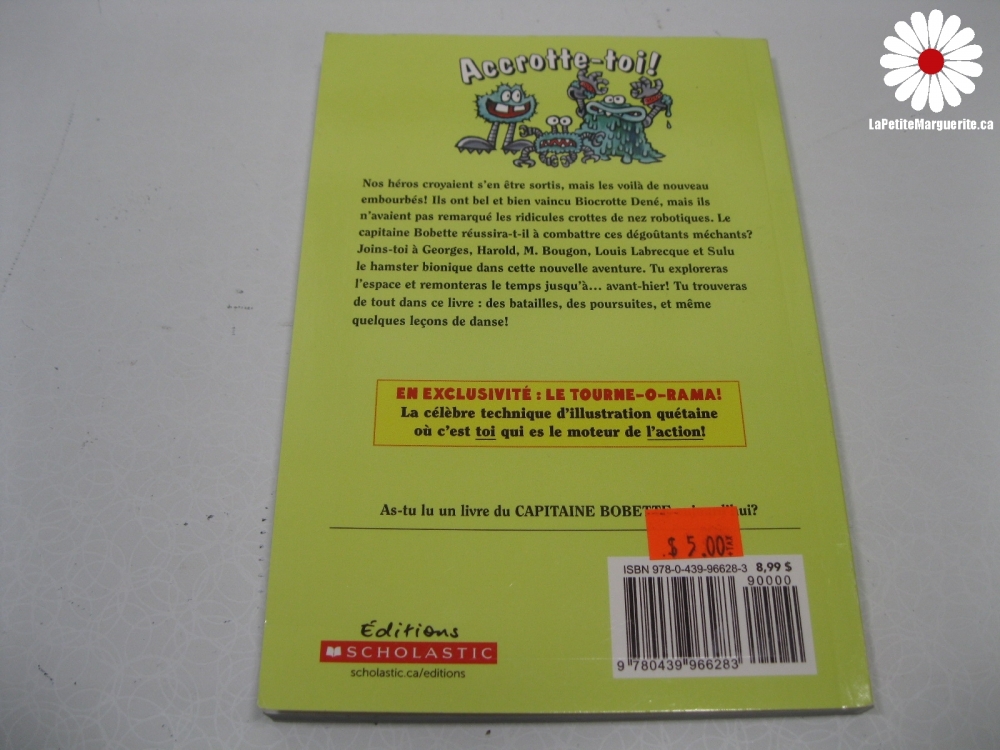 LaPetiteMarguerite.ca
Accrotte-toi!
Nos héros croyaient s'en être sortis, mais les voilà de nouveau
embourbés! Ils ont bel et bien vaincu Biocrotte Dené, mais ils
n'avaient pas remarqué les ridicules crottes de nez robotiques. Le
capitaine Bobette réussira-t-il à combattre ces dégoûtants méchants?
Joins-toi à Georges, Harold, M. Bougon, Louis Labrecque et Sulu
le hamster bionique dans cette nouvelle aventure. Tu exploreras
l'espace et remonteras le temps jusqu'à... avant-hier! Tu trouveras
de tout dans ce livre : des batailles, des poursuites, et même
quelques leçons de danse!
EN EXCLUSIVITÉ : LE TOURNE-O-RAMA!
La célèbre technique d'illustration quétaine
où c'est toi qui es le moteur de l'action!
As-tu lu un livre du CAPITAINE BOBETTE
$ 5.00
ISBN 978-0-439-96628-3 8,99 $
90000
9 780439 966283
Éditions
SCHOLASTIC
scholastic.ca/editions